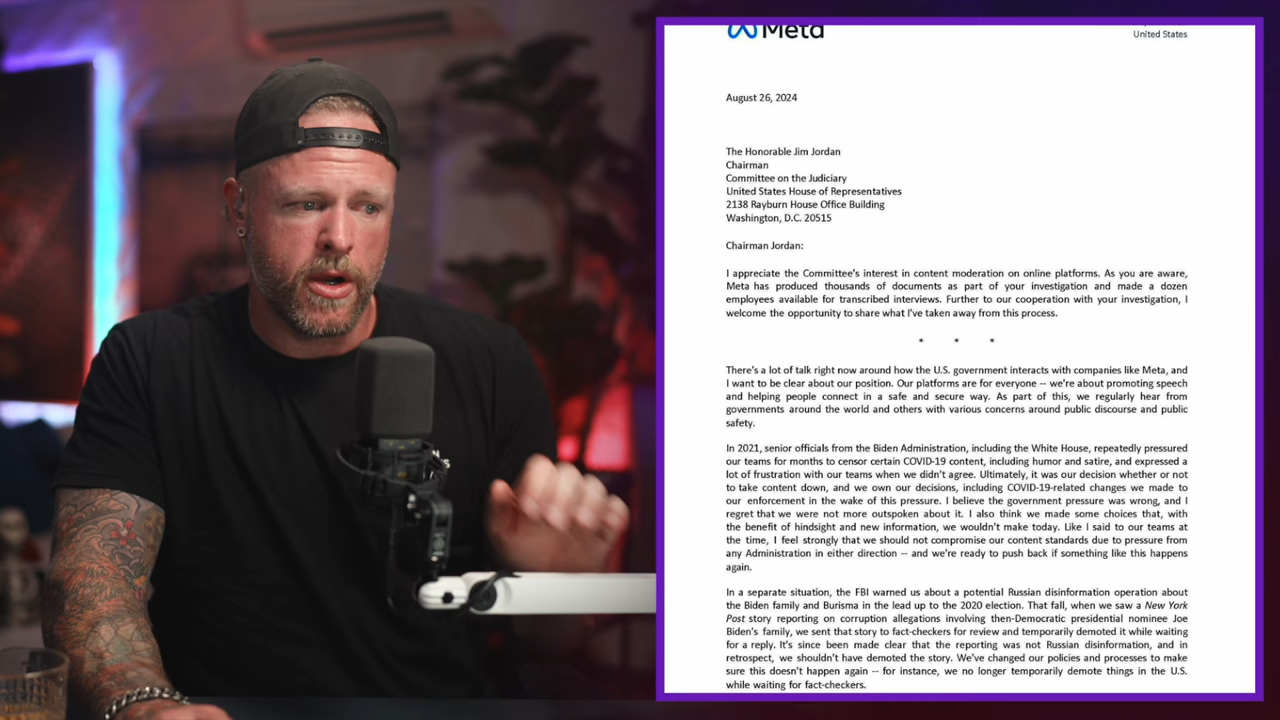 Meta
United States
August 26, 2024
The Honorable Jim Jordan
Chairman
Committee on the Judiciary
United States House of Representatives
2138 Rayburn House Office Building
Washington, D.C. 20515
Chairman Jordan:
I appreciate the Committee's interest in content moderation on online platforms. As you are aware,
Meta has produced thousands of documents as part of your investigation and made a dozen
employees available for transcribed interviews. Further to our cooperation with your investigation, I
welcome the opportunity to share what I've taken away from this process.
* * *
There's a lot of talk right now around how the U.S. government interacts with companies like Meta, and
I want to be clear about our position. Our platforms are for everyone -- we're about promoting speech
and helping people connect in a safe and secure way. As part of this, we regularly hear from
governments around the world and others with various concerns around public discourse and public
safety.
In 2021, senior officials from the Biden Administration, including the White House, repeatedly pressured
our teams for months to censor certain COVID-19 content, including humor and satire, and expressed a
lot of frustration with our teams when we didn't agree. Ultimately, it was our decision whether or not
to take content down, and we own our decisions, including COVID-19-related changes we made to
our enforcement in the wake of this pressure. I believe the government pressure was wrong, and I
regret that we were not more outspoken about it. I also think we made some choices that, with
the benefit of hindsight and new information, we wouldn't make today. Like I said to our teams at
the time, I feel strongly that we should not compromise our content standards due to pressure from
any Administration in either direction -- and we're ready to push back if something like this happens
again.
In a separate situation, the FBI warned us about a potential Russian disinformation operation about
the Biden family and Burisma in the lead up to the 2020 election. That fall, when we saw a New York
Post story reporting on corruption allegations involving then-Democratic presidential nominee Joe
Biden's family, we sent that story to fact-checkers for review and temporarily demoted it while waiting
for a reply. It's since been made clear that the reporting was not Russian disinformation, and in
retrospect, we shouldn't have demoted the story. We've changed our policies and processes to make
sure this doesn't happen again -- for instance, we no longer temporarily demote things in the U.S.
while waiting for fact-checkers.